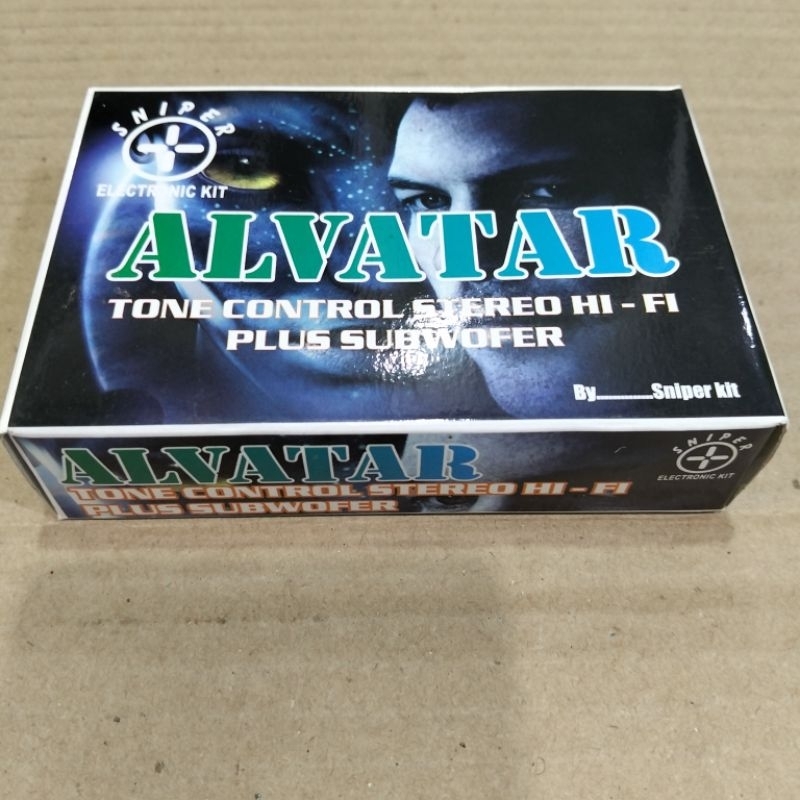 SNIPER
ELECTRONIC KIT
ALVATAR
TONE CONTROL STEREO HI - FI
PLUS SUBWOFER
By..............Sniper kit
ALVATAR
TONE CONTROL STEREO HI - FI
PLUS SUBWOFER
SNIPER
ELECTRONIC KIT